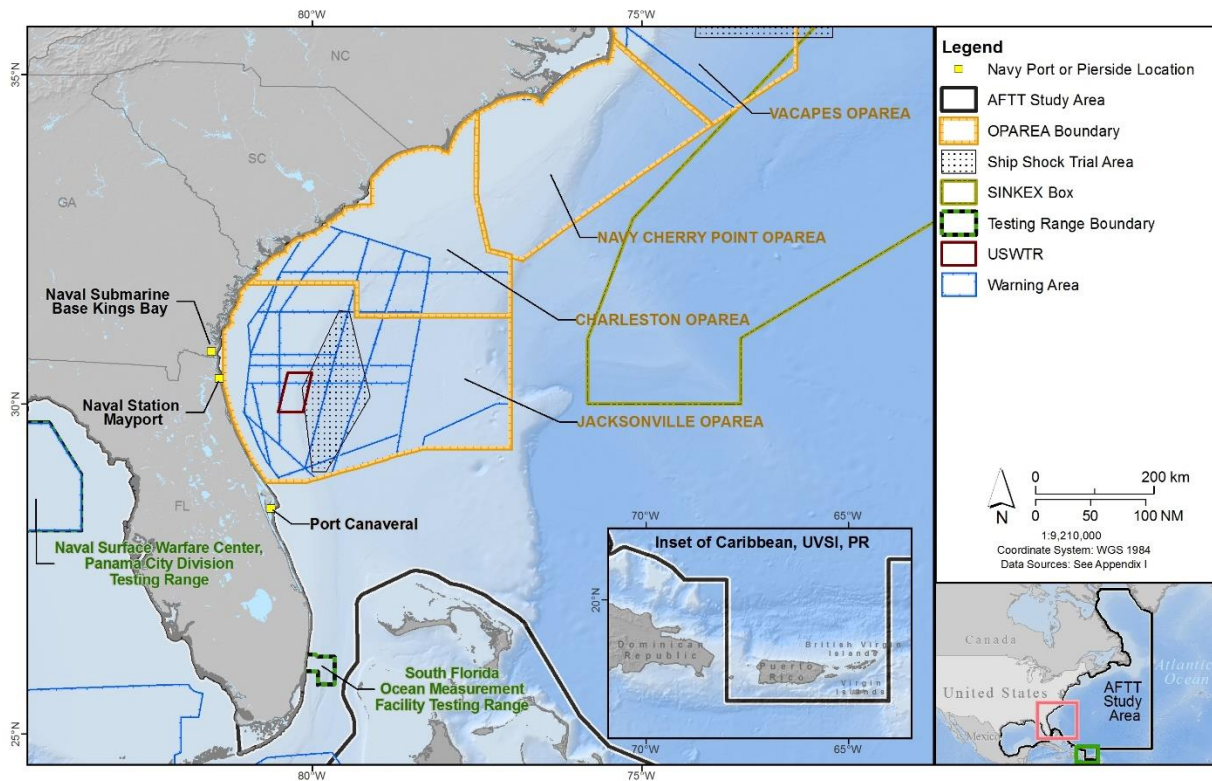 80°W
75°W
35°N
30°N
25°N
NC
SC
GA
FL
VACAPES OPAREA
NAVY CHERRY POINT OPAREA
CHARLESTON OPAREA
JACKSONVILLE OPAREA
Naval Submarine
Base Kings Bay
Naval Station
Mayport
Port Canaveral
Naval Surface Warfare Center,
Panama City Division
Testing Range
South Florida
Ocean Measurement
Facility Testing Range
70°W
65°W
Inset of Caribbean, UVSI, PR
20°N
Dominican
Republic
Puerto
Rico
British Virgin
Islands
Virgin
Islands
70°W
65°W
80°W
75°W
Legend
Navy Port or Pierside Location
AFTT Study Area
OPAREA Boundary
Ship Shock Trial Area
SINKEX Box
Testing Range Boundary
USWTR
Warning Area
N
0 200 km
0 50 100 NM
1:9,210,000
Coordinate System: WGS 1984
Data Sources: See Appendix I
Canada
United States
Mexico
Atlantic
Ocean
AFTT
Study
Area